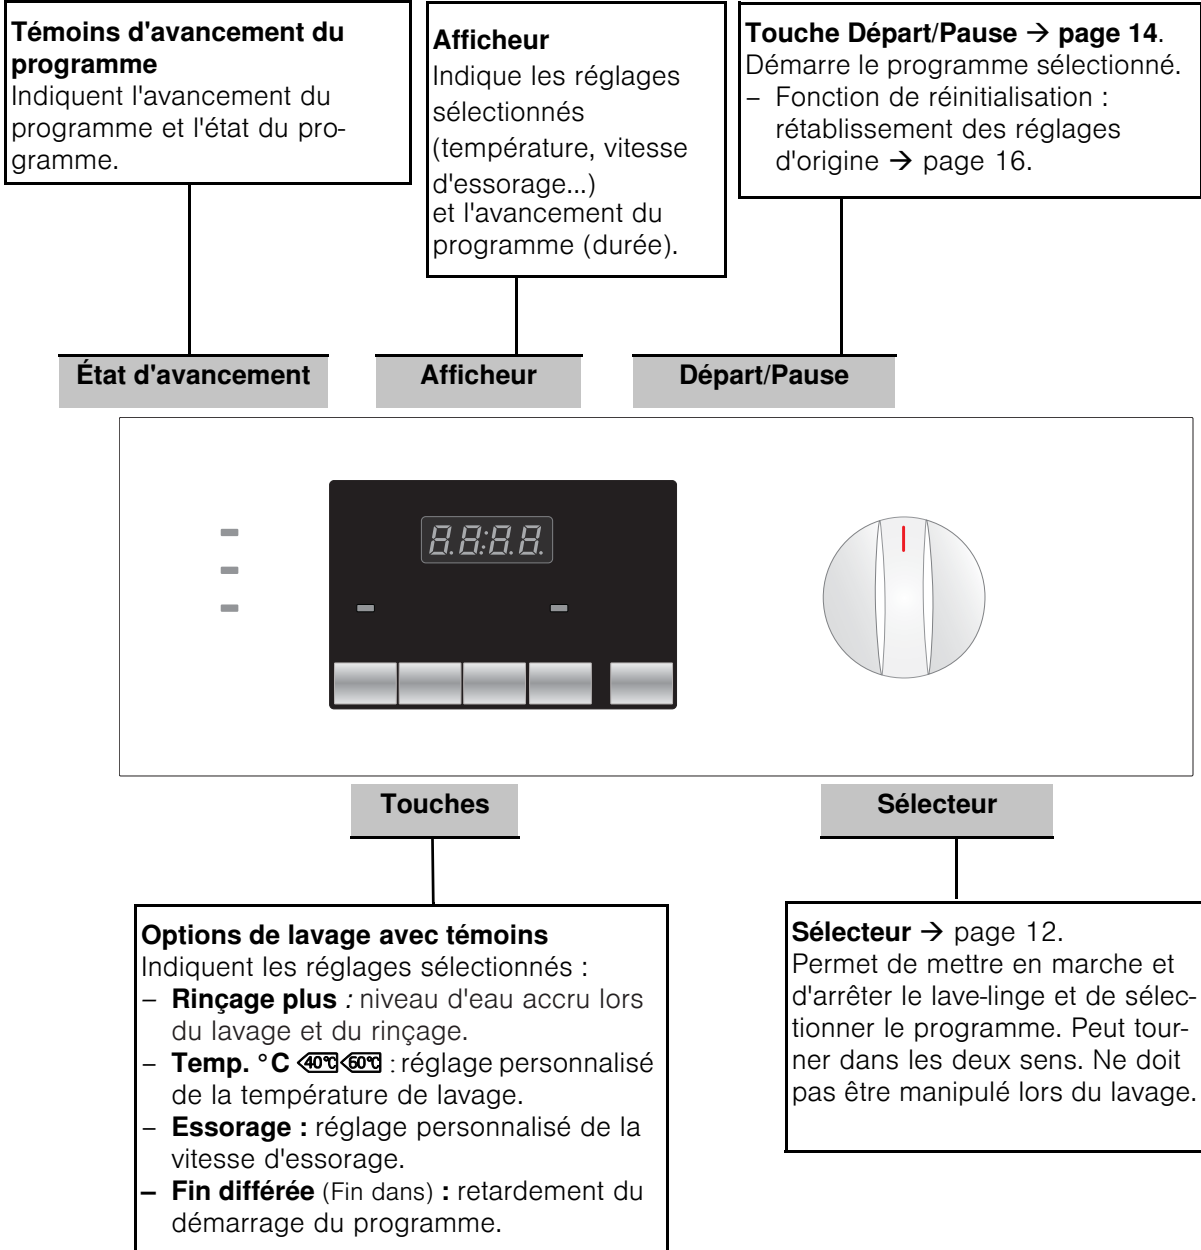 Témoins d'avancement du
programme
Indiquent l'avancement du
programme et l'état du pro-
gramme.
Afficheur
Indique les réglages
sélectionnés
(température, vitesse
d'essorage...)
et l'avancement du
programme (durée).
Touche Départ/Pause → page 14.
Démarre le programme sélectionné.
– Fonction de réinitialisation :
rétablissement des réglages
d'origine → page 16.
État d'avancement
Afficheur
Départ/Pause
8.8:8.8.
Touches
Sélecteur
Options de lavage avec témoins
Indiquent les réglages sélectionnés :
– Rinçage plus : niveau d'eau accru lors
du lavage et du rinçage.
– Temp. °C 40°C 60°C : réglage personnalisé
de la température de lavage.
– Essorage : réglage personnalisé de la
vitesse d'essorage.
– Fin différée (Fin dans) : retardement du
démarrage du programme.
Sélecteur → page 12.
Permet de mettre en marche et
d'arrêter le lave-linge et de sélec-
tionner le programme. Peut tour-
ner dans les deux sens. Ne doit
pas être manipulé lors du lavage.